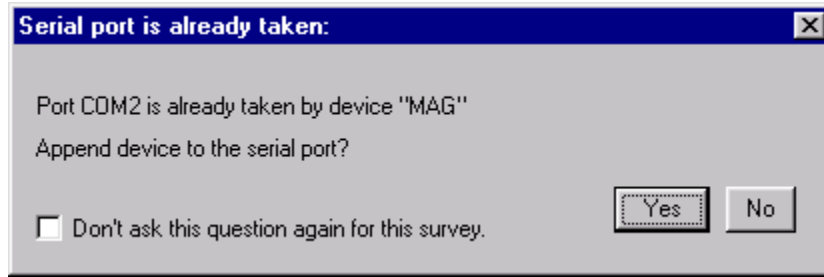 Serial port is already taken:
Port COM2 is already taken by device "MAG"
Append device to the serial port?
Yes No
Don't ask this question again for this survey.